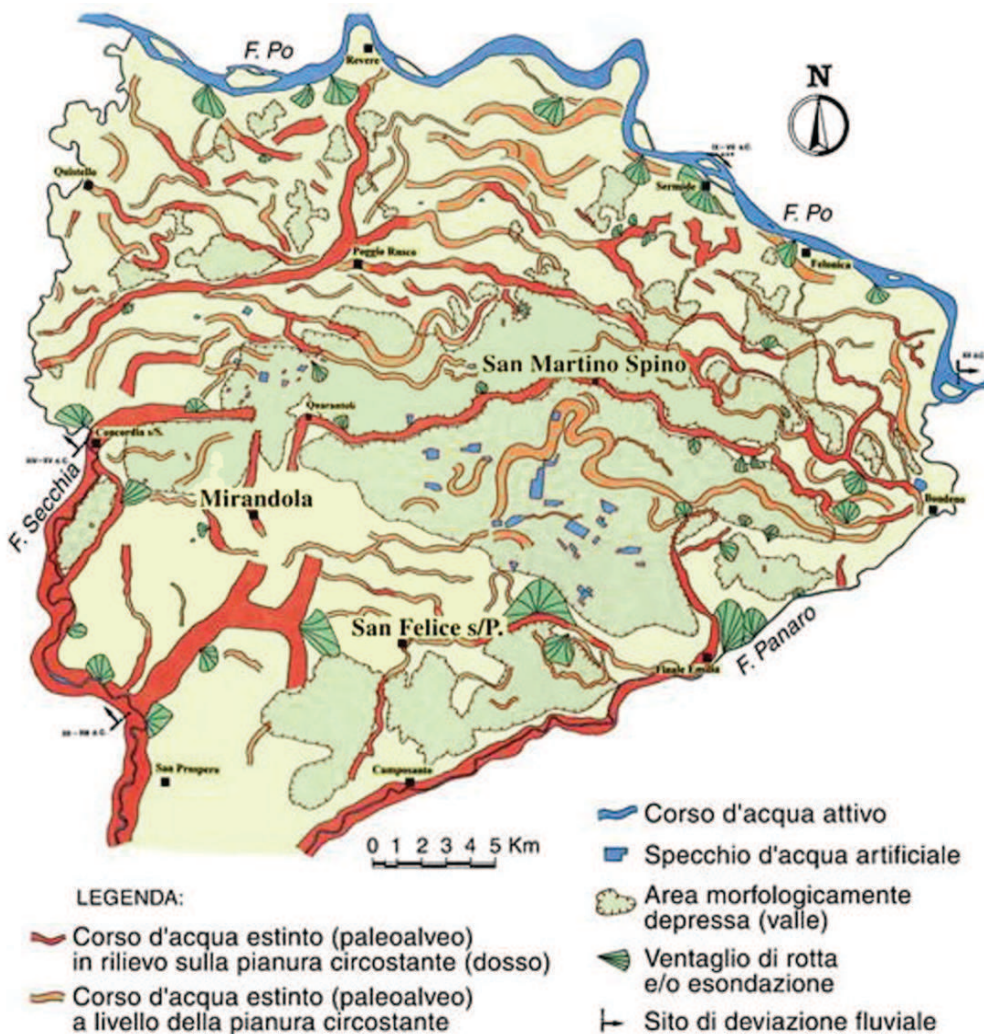 F. Po
Revere
N
Quistello
Sermide
F. Po
Felonica
Poggio Rusco
San Martino Spino
Quarantoli
Concordia s/S.
F. Secchia
Mirandola
Bondeno
San Felice s/P.
Finale Emilia
F. Panaro
San Prospero
Camposanto
0 1 2 3 4 5 Km
LEGENDA:
Corso d'acqua estinto (paleoalveo)
in rilievo sulla pianura circostante (dosso)
Corso d'acqua estinto (paleoalveo)
a livello della pianura circostante
Corso d'acqua attivo
Specchio d'acqua artificiale
Area morfologicamente
depressa (valle)
Ventaglio di rotta
e/o esondazione
Sito di deviazione fluviale